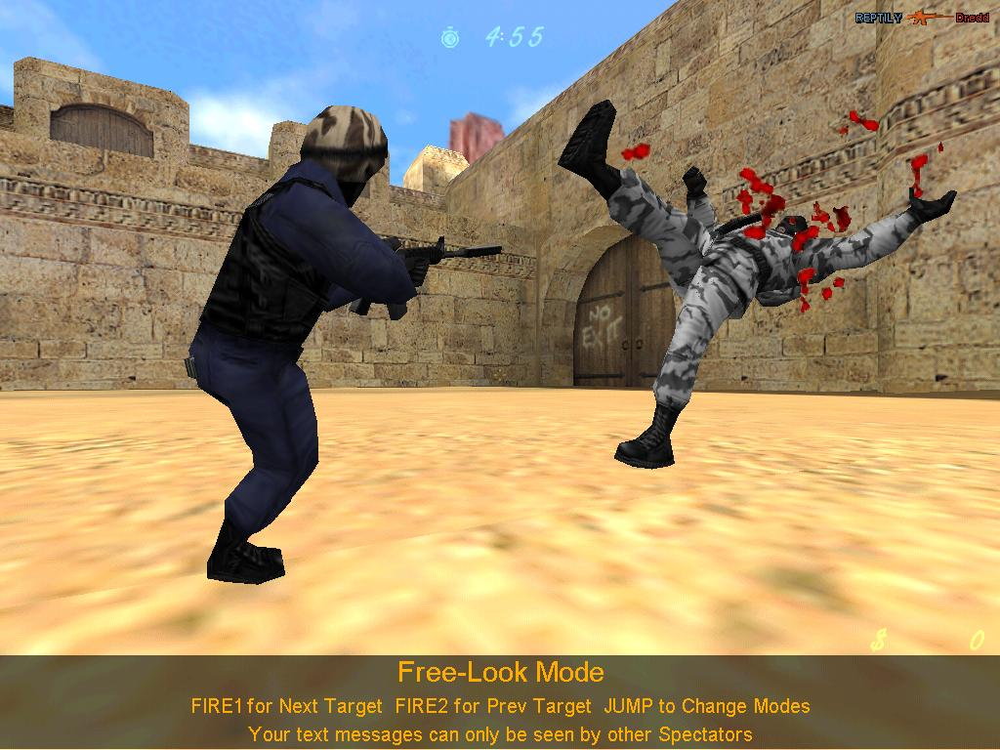 4:55
REPTILY Dredd
NO
EXIT
$ 0
Free-Look Mode
FIRE1 for Next Target FIRE2 for Prev Target JUMP to Change Modes
Your text messages can only be seen by other Spectators